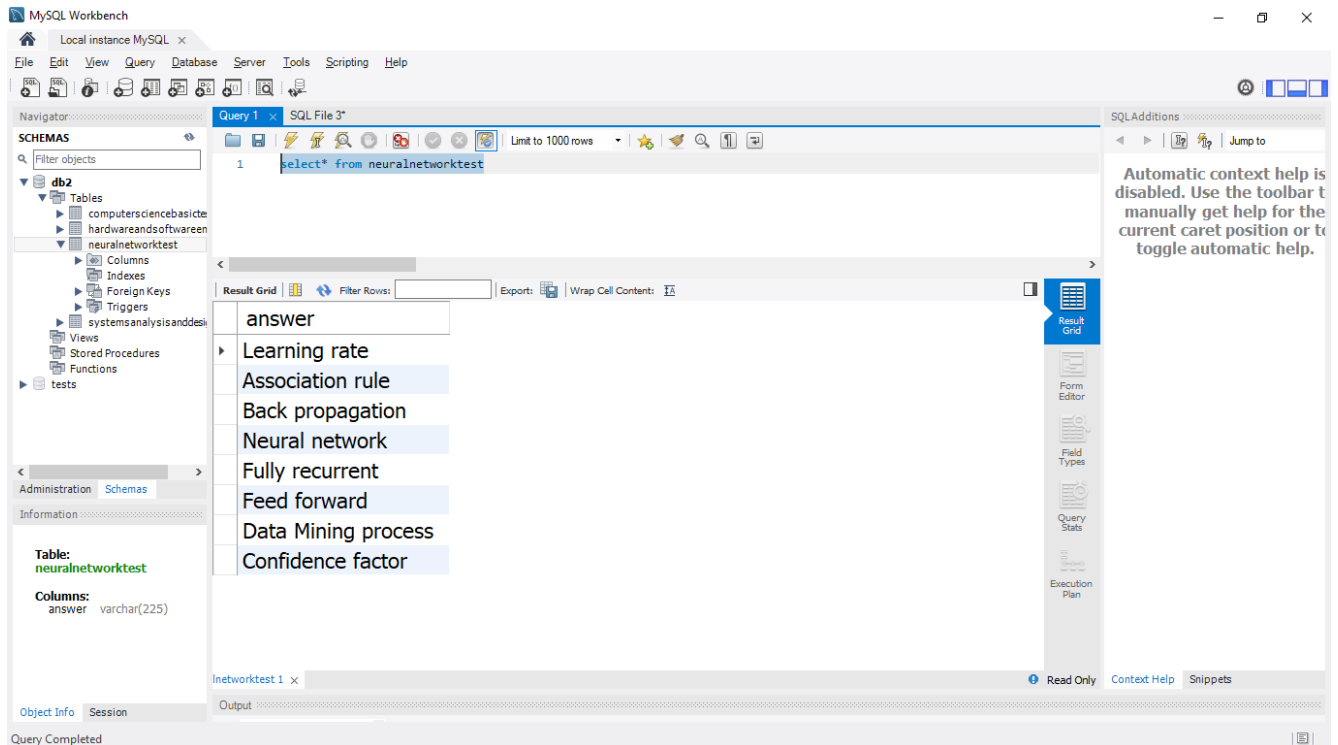 MySQL Workbench
Local instance MySQL
File Edit View Query Database Server Tools Scripting Help
Navigator
SCHEMAS
Filter objects
db2
Tables
computersciencebasicte
hardwareandsoftwareen
neuralnetworktest
Columns
Indexes
Foreign Keys
Triggers
systemsanalysisanddesi
Views
Stored Procedures
Functions
tests
Administration Schemas
Information
Table:
neuralnetworktest
Columns:
answer varchar(225)
Object Info Session
Query Completed
Query 1 SQL File 3*
Limit to 1000 rows
1 select* from neuralnetworktest
Result Grid Filter Rows: Export: Wrap Cell Content:
answer
Learning rate
Association rule
Back propagation
Neural network
Fully recurrent
Feed forward
Data Mining process
Confidence factor
Result
Grid
Form
Editor
Field
Types
Query
Stats
Execution
Plan
lnetworktest 1 Read Only
Output
SQLAdditions
Jump to
Automatic context help is
disabled. Use the toolbar t
manually get help for the
current caret position or to
toggle automatic help.
Context Help Snippets